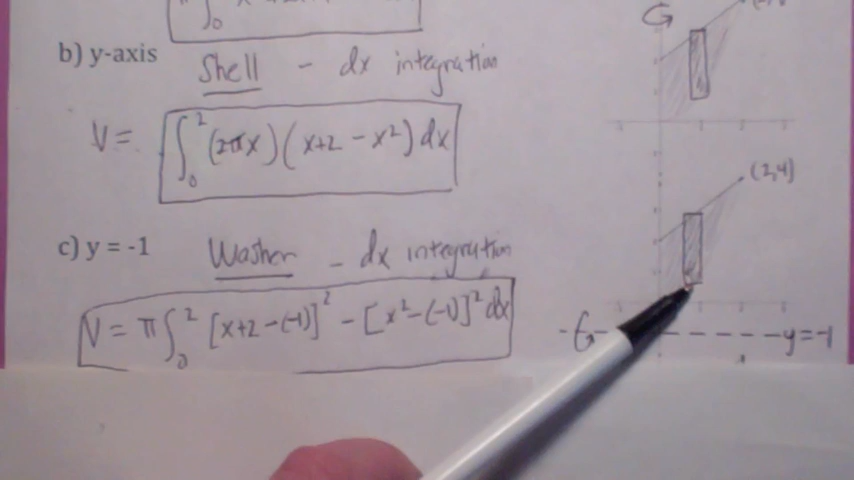 b) y-axis Shell - dx integration
V = ∫₀² (2πx)(x+2 - x²) dx
(2,4)
c) y = -1 Washer - dx integration
V = π∫₀² [x+2-(-1)]² - [x²-(-1)]² dx
y=-1